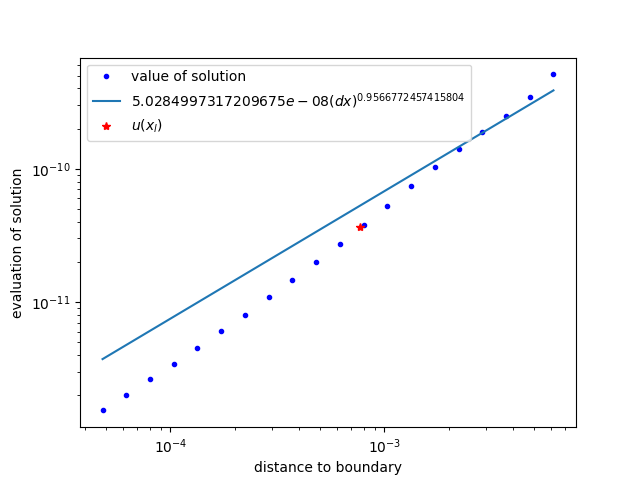 value of solution
5.0284997317209675e − 08(dx)^0.9566772457415804
u(x_l)
10^−10
10^−11
evaluation of solution
10^−4
10^−3
distance to boundary